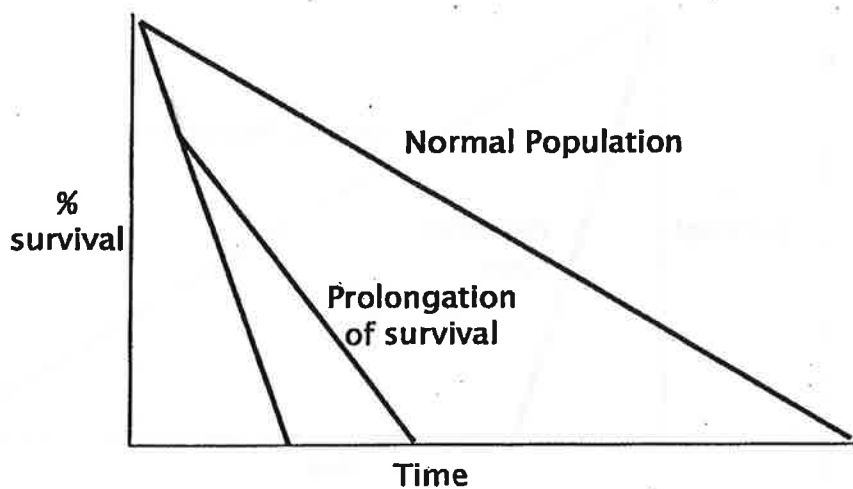 Normal Population
%
survival
Prolongation
of survival
Time